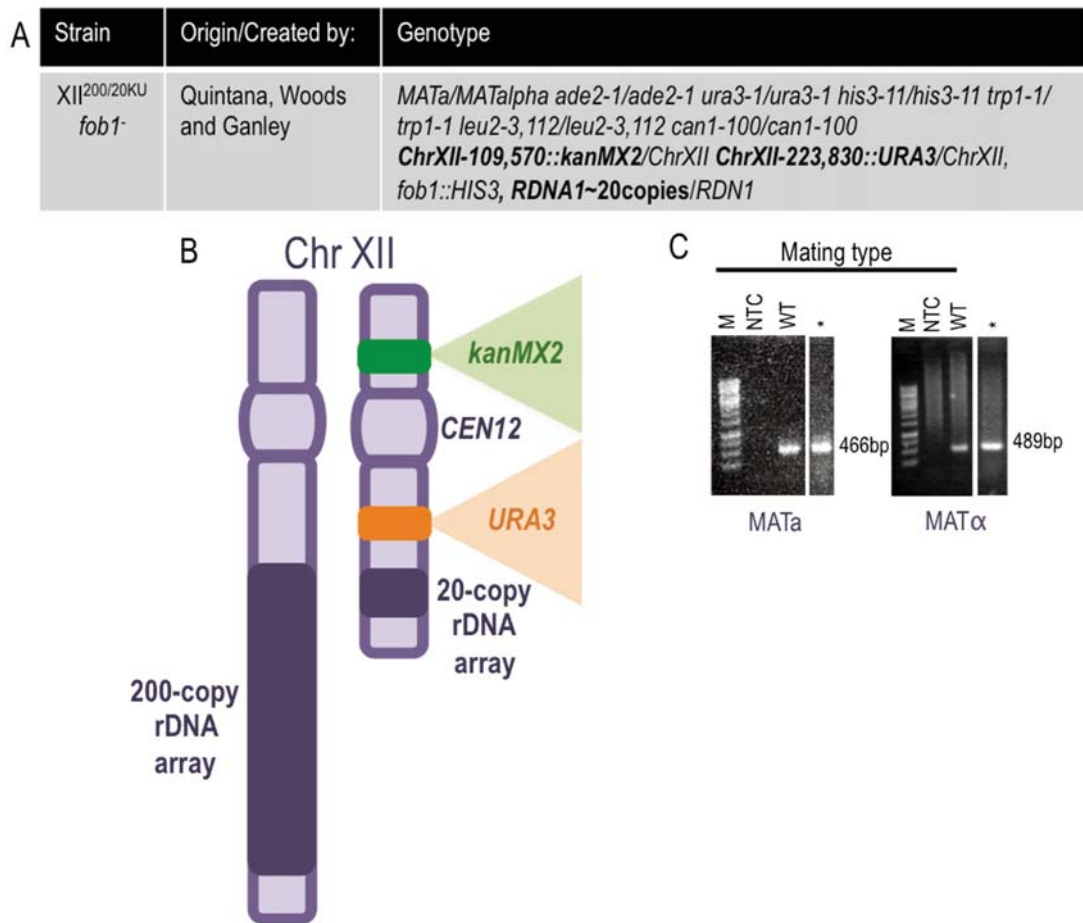 A
Strain
Origin/Created by:
Genotype
XII200/20KU
fob1-
Quintana, Woods
and Ganley
MATa/MATalpha ade2-1/ade2-1 ura3-1/ura3-1 his3-11/his3-11 trp1-1/
trp1-1 leu2-3,112/leu2-3,112 can1-100/can1-100
ChrXII-109,570::kanMX2/ChrXII ChrXII-223,830::URA3/ChrXII,
fob1::HIS3, RDNA1~20copies/RDN1
B
Chr XII
kanMX2
CEN12
URA3
20-copy
rDNA
array
200-copy
rDNA
array
C
Mating type
M
NTC
WT
*
466bp
MATa
M
NTC
WT
*
489bp
MATα